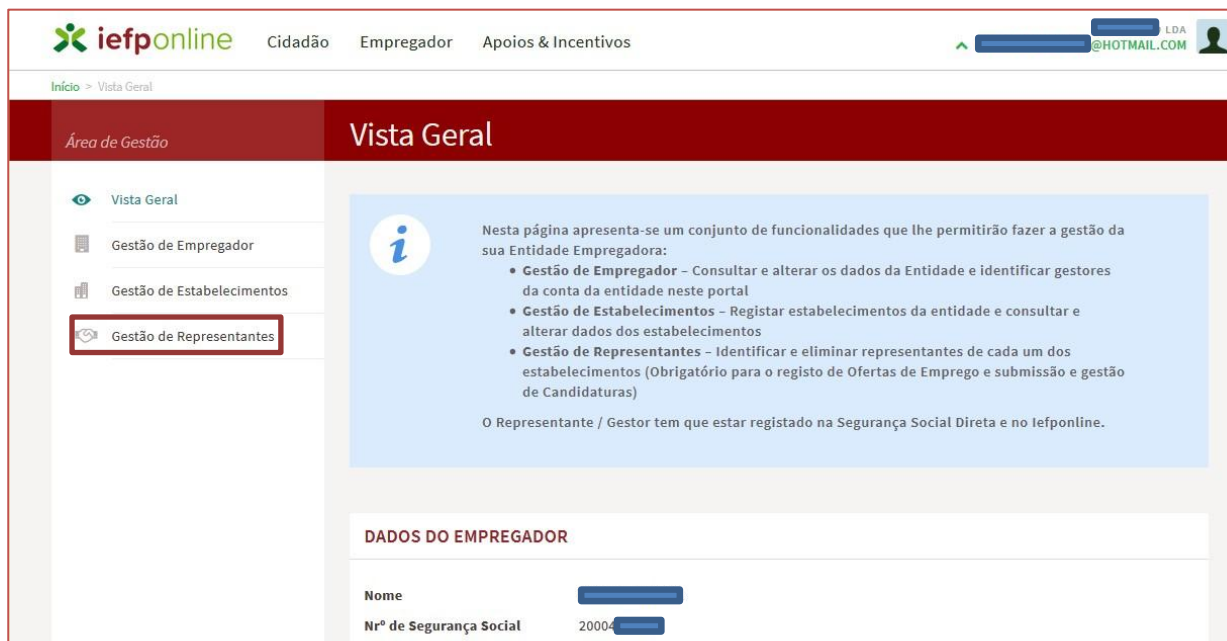 iefponline Cidadão Empregador Apoios & Incentivos
LDA
@HOTMAIL.COM
Início > Vista Geral
Área de Gestão
Vista Geral
Vista Geral
Gestão de Empregador
Gestão de Estabelecimentos
Gestão de Representantes
Nesta página apresenta-se um conjunto de funcionalidades que lhe permitirão fazer a gestão da
sua Entidade Empregadora:
• Gestão de Empregador – Consultar e alterar os dados da Entidade e identificar gestores
da conta da entidade neste portal
• Gestão de Estabelecimentos – Registar estabelecimentos da entidade e consultar e
alterar dados dos estabelecimentos
• Gestão de Representantes – Identificar e eliminar representantes de cada um dos
estabelecimentos (Obrigatório para o registo de Ofertas de Emprego e submissão e gestão
de Candidaturas)
O Representante / Gestor tem que estar registado na Segurança Social Direta e no Iefponline.
DADOS DO EMPREGADOR
Nome
Nrº de Segurança Social 20004